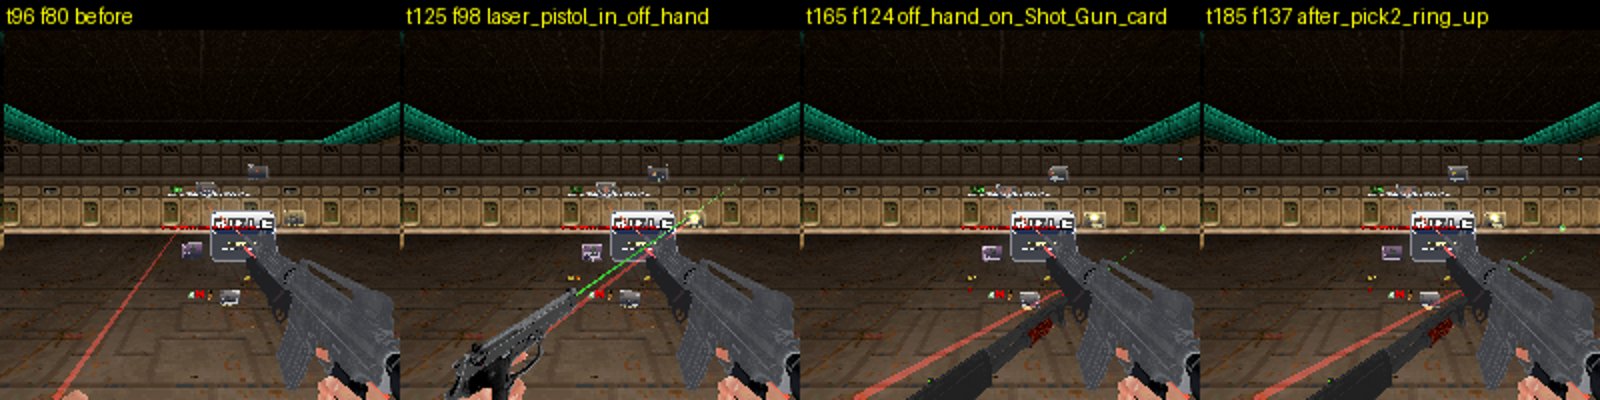 t96 f80 before
t125 f98 laser_pistol_in_off_hand
t165 f124 off_hand_on_Shot_Gun_card
t185 f137 after_pick2_ring_up